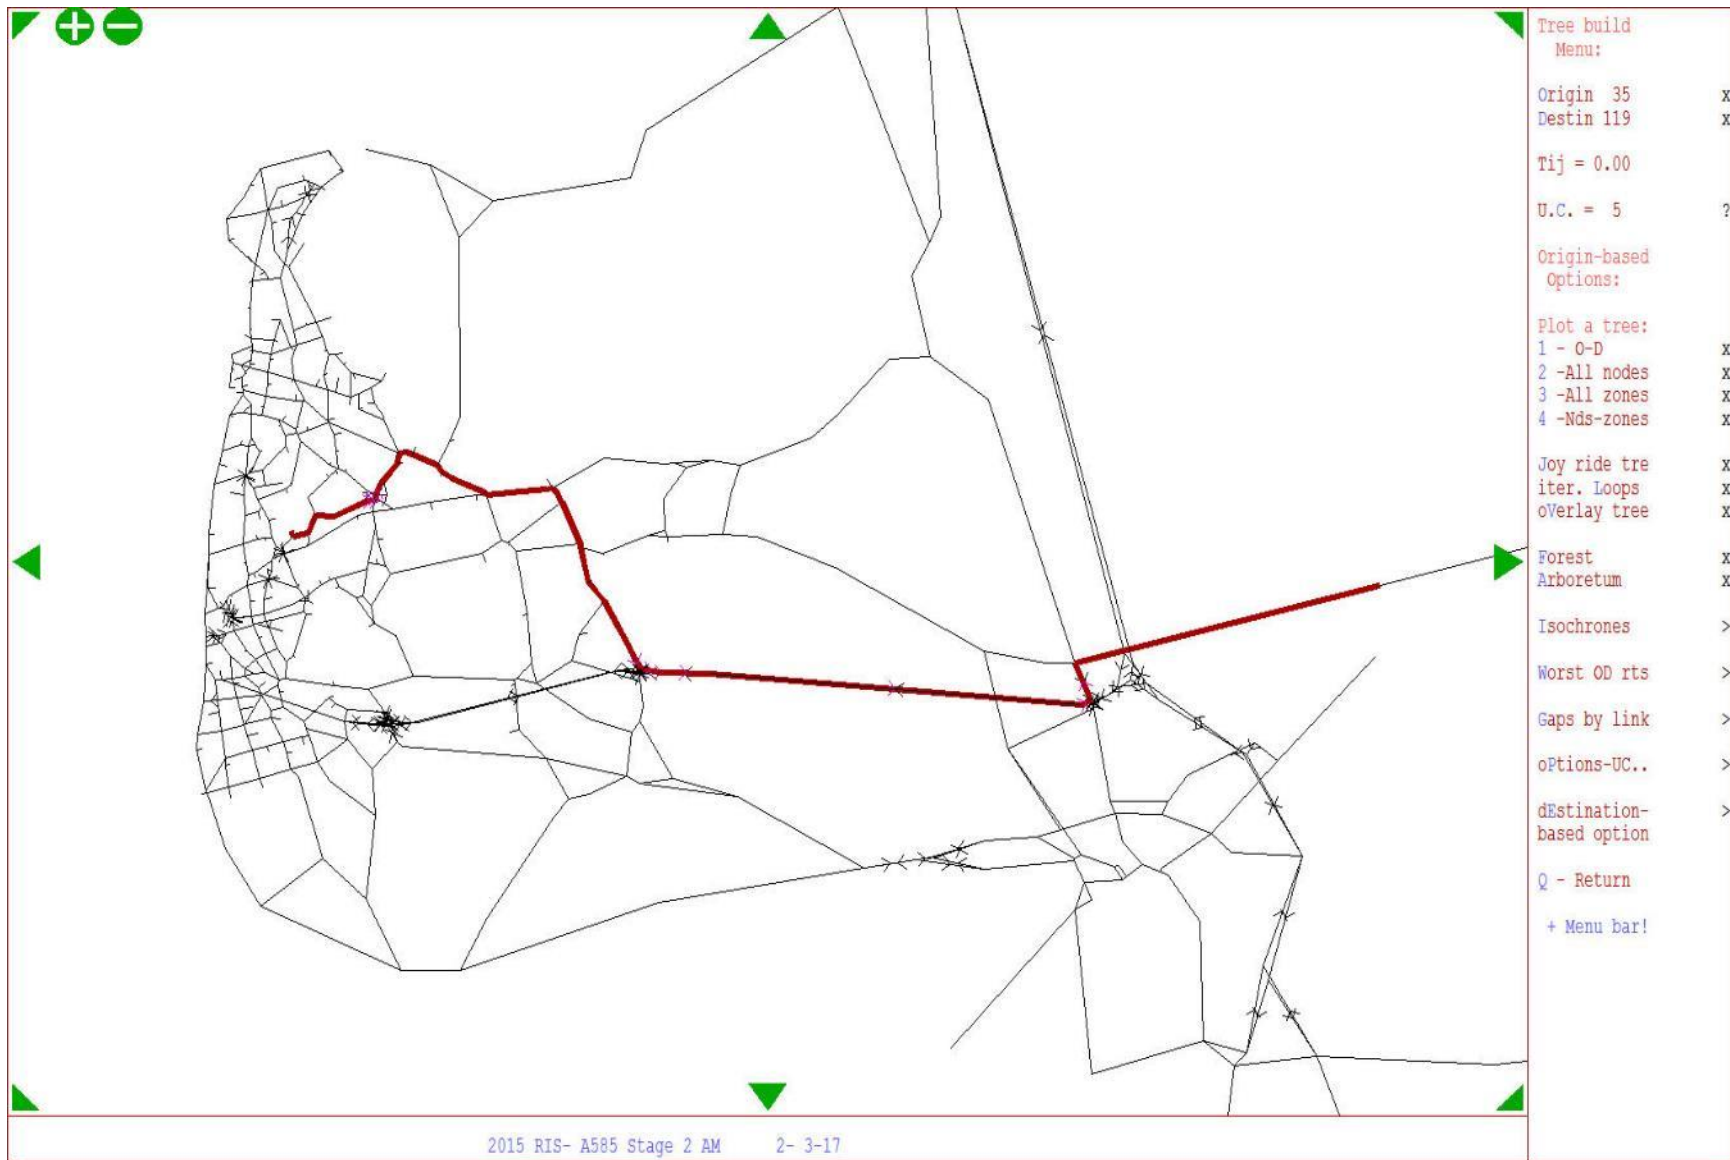 Tree build
Menu:
Origin 35 x
Destin 119 x
Tij = 0.00
U.C. = 5 ?
Origin-based
Options:
Plot a tree:
1 - O-D x
2 -All nodes x
3 -All zones x
4 -Nds-zones x
Joy ride tre x
iter. Loops x
oVerlay tree x
Forest x
Arboretum x
Isochrones >
Worst OD rts >
Gaps by link >
oPtions-UC.. >
dEstination- >
based option
Q - Return
+ Menu bar!
2015 RIS- A585 Stage 2 AM 2- 3-17